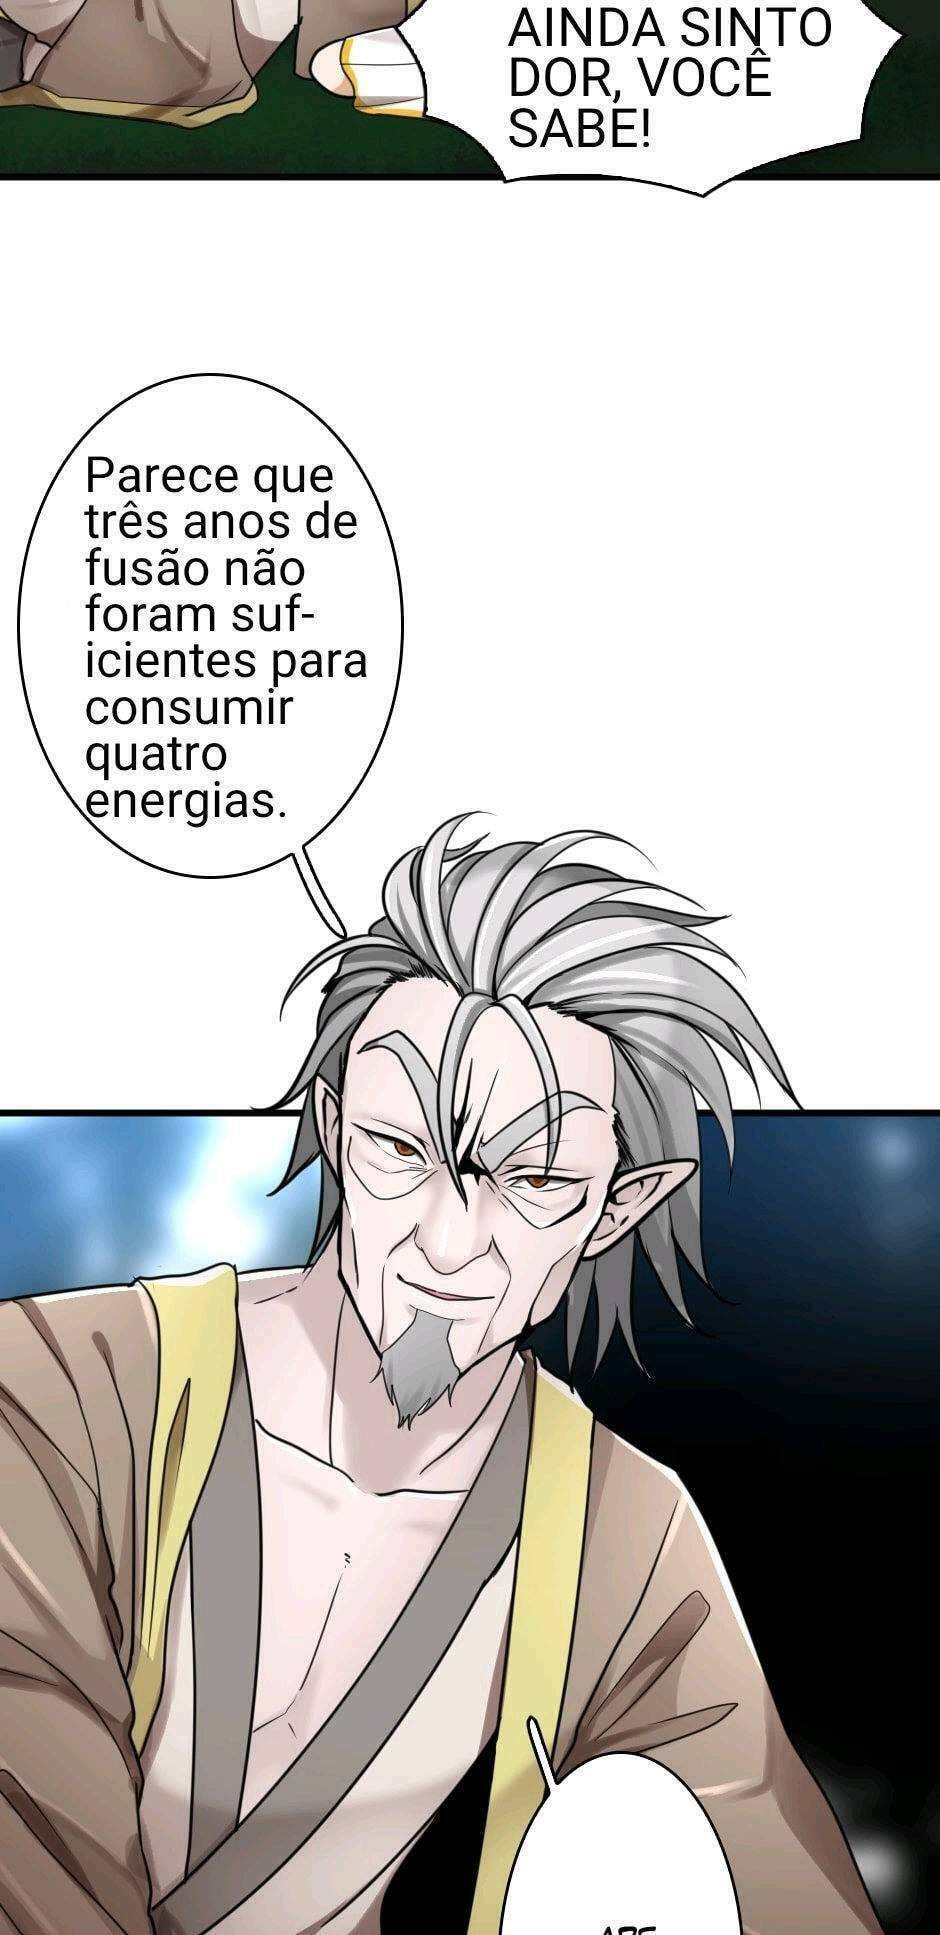 AINDA SINTO
DOR, VOCÊ
SABE!
Parece que
três anos de
fusão não
foram suf-
icientes para
consumir
quatro
energias.